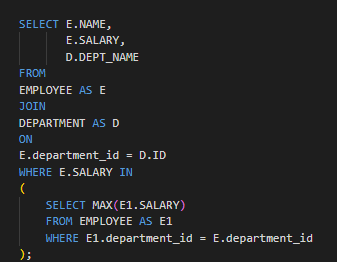 SELECT E.NAME,
E.SALARY,
D.DEPT_NAME
FROM
EMPLOYEE AS E
JOIN
DEPARTMENT AS D
ON
E.department_id = D.ID
WHERE E.SALARY IN
(
SELECT MAX(E1.SALARY)
FROM EMPLOYEE AS E1
WHERE E1.department_id = E.department_id
);